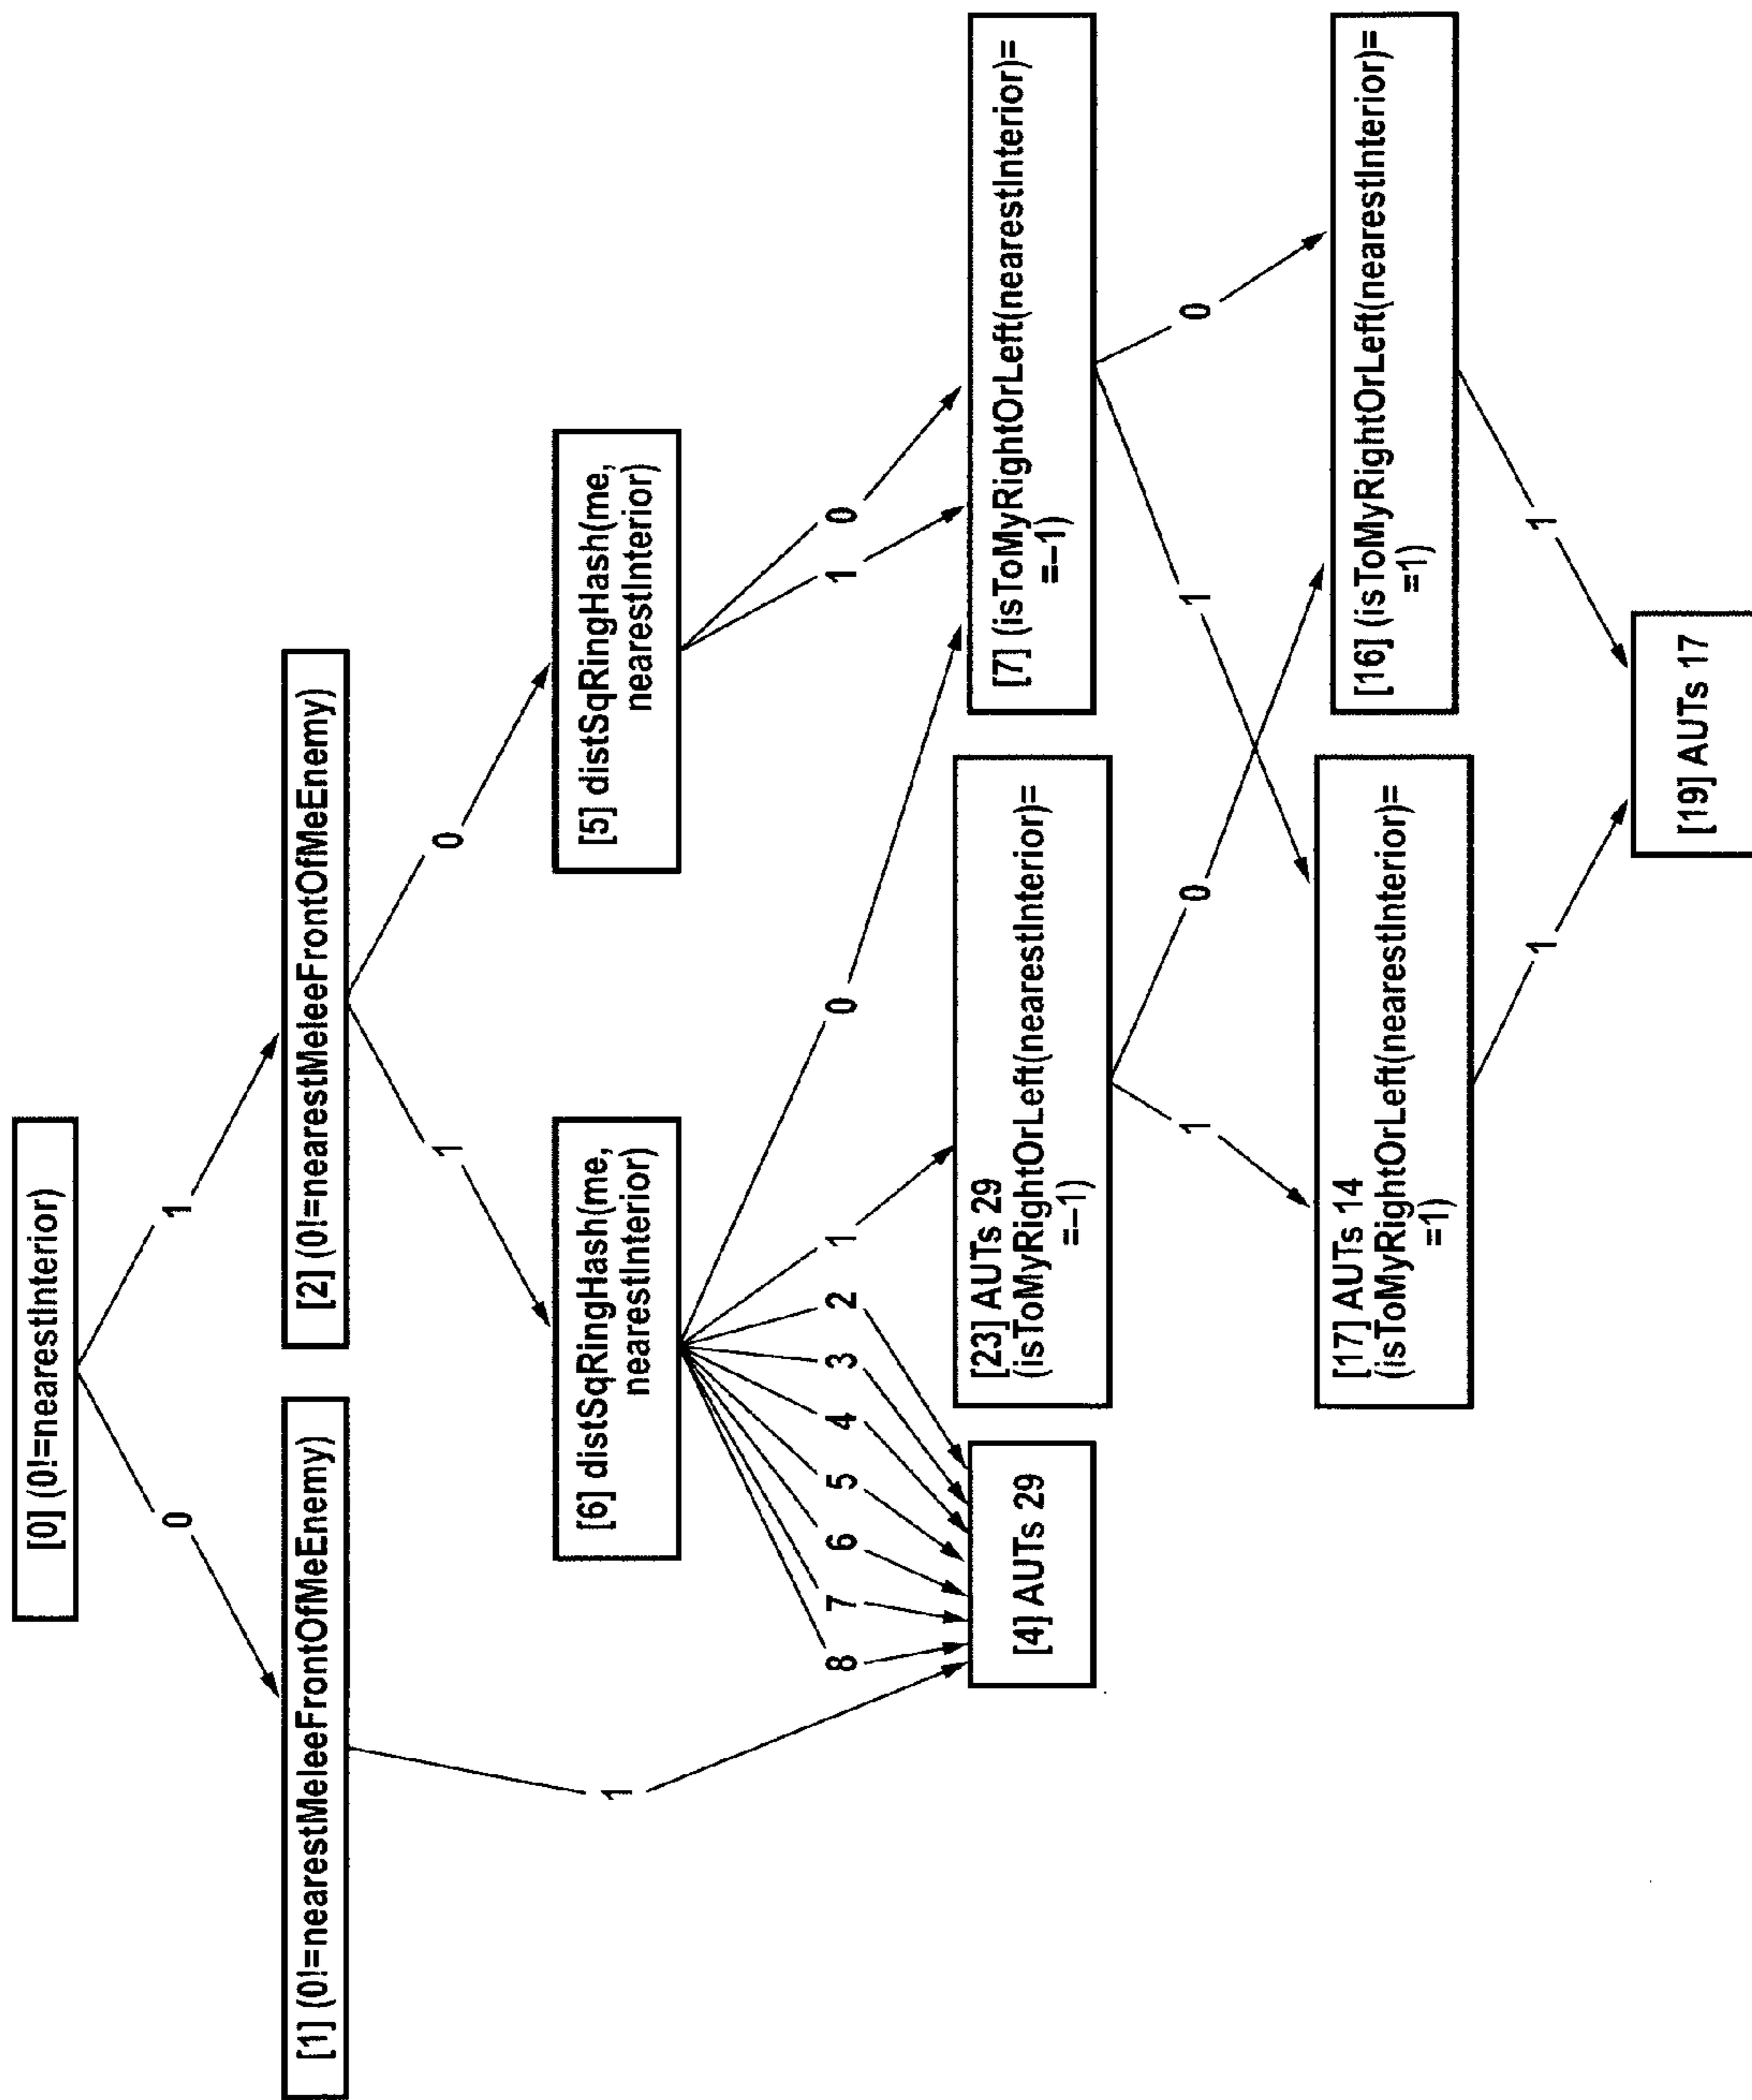 [0] (0!=nearestInterior)
0
1
[1] (0!=nearestMeleeFrontOfMeEnemy)
[2] (0!=nearestMeleeFrontOfMeEnemy)
1
1
0
[6] distSqRingHash(me,
nearestInterior)
[5] distSqRingHash(me,
nearestInterior)
8
7
6
5
4
3
2
1
0
1
0
[4] AUTs 29
[23] AUTs 29
(isToMyRightOrLeft(nearestInterior)=
=-1)
[7] (isToMyRightOrLeft(nearestInterior)=
=-1)
1
0
1
0
[17] AUTs 14
(isToMyRightOrLeft(nearestInterior)=
=1)
[16] (isToMyRightOrLeft(nearestInterior)=
=1)
1
1
[19] AUTs 17